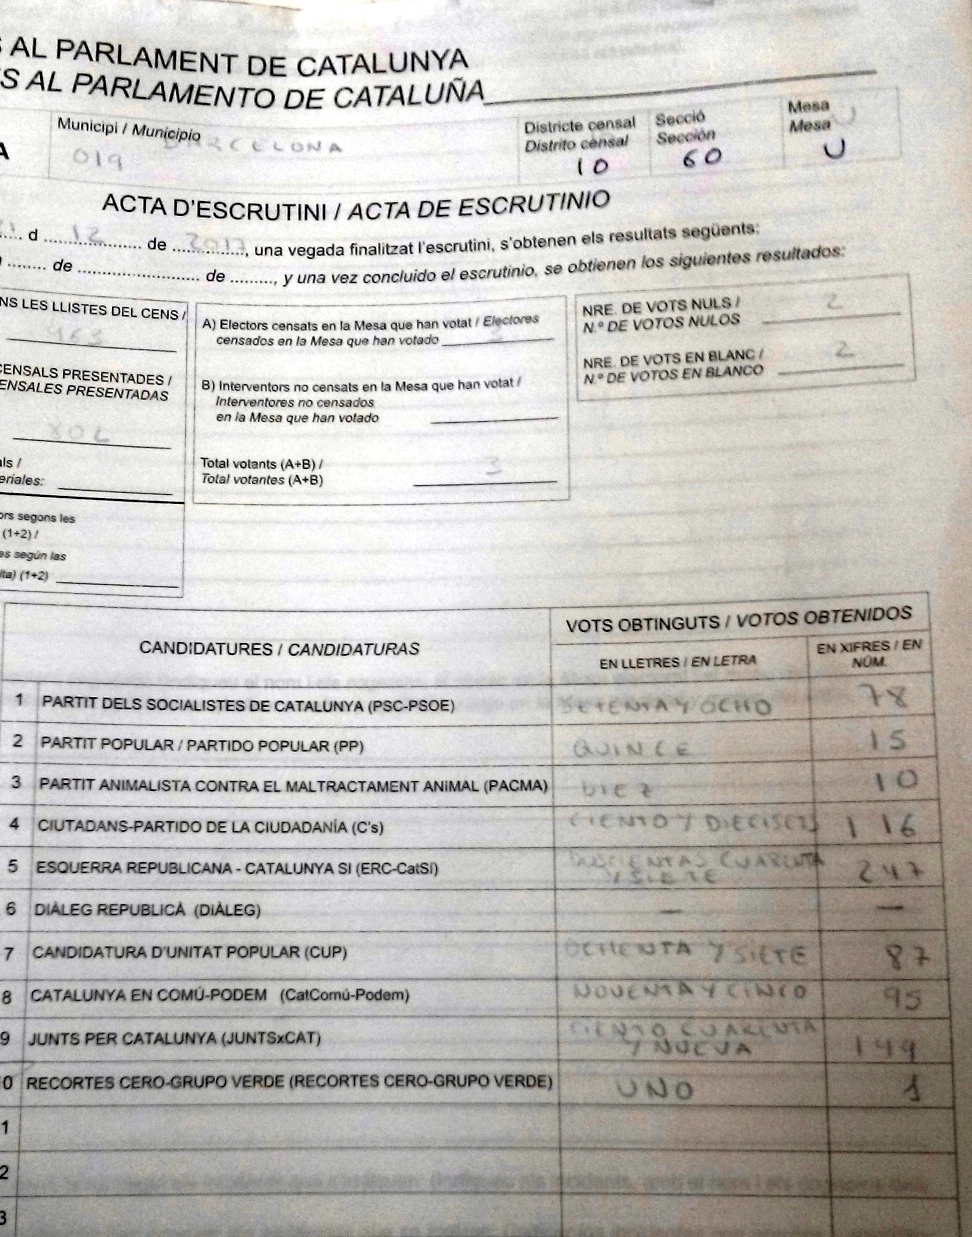 AL PARLAMENT DE CATALUNYA
S AL PARLAMENTO DE CATALUÑA
Municipi / Municipio
019 BARCELONA
Districte censal
Distrito censal
10
Secció
Sección
60
Mesa
Mesa
U
A
ACTA D'ESCRUTINI / ACTA DE ESCRUTINIO
d 12 de 2017, una vegada finalitzat l'escrutini, s'obtenen els resultats següents:
de de , y una vez concluido el escrutinio, se obtienen los siguientes resultados:
NS LES LLISTES DEL CENS /
463
CENSALS PRESENTADES /
ENSALES PRESENTADAS
als /
eriales:
ors segons les
(1+2) /
es según las
ita) (1+2)
A) Electors censats en la Mesa que han votat / Electores
censados en la Mesa que han votado
B) Interventors no censats en la Mesa que han votat /
Interventores no censados
en la Mesa que han votado
Total votants (A+B) /
Total votantes (A+B)
3
NRE. DE VOTS NULS /
N.º DE VOTOS NULOS
2
NRE. DE VOTS EN BLANC /
N.º DE VOTOS EN BLANCO
2
CANDIDATURES / CANDIDATURAS
VOTS OBTINGUTS / VOTOS OBTENIDOS
EN LLETRES / EN LETRA
EN XIFRES / EN
NÚM.
1 PARTIT DELS SOCIALISTES DE CATALUNYA (PSC-PSOE) SETENTA Y OCHO 78
2 PARTIT POPULAR / PARTIDO POPULAR (PP) QUINCE 15
3 PARTIT ANIMALISTA CONTRA EL MALTRACTAMENT ANIMAL (PACMA) DIEZ 10
4 CIUTADANS-PARTIDO DE LA CIUDADANÍA (C's) CIENTO Y DIECISEIS 116
5 ESQUERRA REPUBLICANA - CATALUNYA SI (ERC-CatSí) DOSCIENTAS CUARENTA
Y SIETE 247
6 DIÀLEG REPUBLICÀ (DIÀLEG) — —
7 CANDIDATURA D'UNITAT POPULAR (CUP) OCHENTA Y SIETE 87
8 CATALUNYA EN COMÚ-PODEM (CatComú-Podem) NOVENTA Y CINCO 95
9 JUNTS PER CATALUNYA (JUNTSxCAT) CIENTO CUARENTA
Y NUEVA 149
0 RECORTES CERO-GRUPO VERDE (RECORTES CERO-GRUPO VERDE) UNO 1
1
2
3